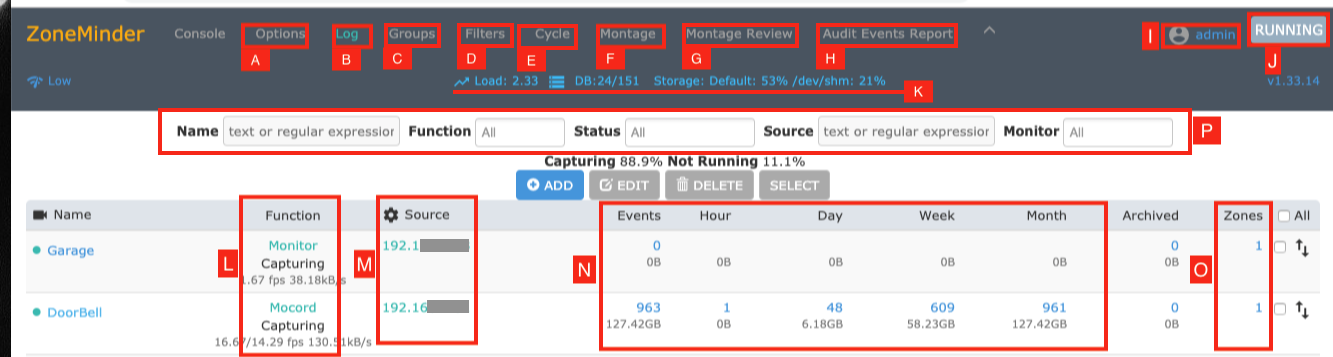 ZoneMinder Console Options Log Groups Filters Cycle Montage Montage Review Audit Events Report I admin RUNNING
A B C D E F G H J
Low Load: 2.33 DB:24/151 Storage: Default: 53% /dev/shm: 21% K v1.33.14
Name text or regular expression Function All Status All Source text or regular expression Monitor All P
Capturing 88.9% Not Running 11.1%
ADD EDIT DELETE SELECT
Name Function Source Events Hour Day Week Month Archived Zones All
Garage Monitor 192.1 0 0 1
L Capturing M N 0B 0B 0B 0B 0B 0B O
1.67 fps 38.18kB/s
DoorBell Mocord 192.16 963 1 48 609 961 0 1
Capturing 127.42GB 0B 6.18GB 58.23GB 127.42GB 0B
16.67/14.29 fps 130.51kB/s